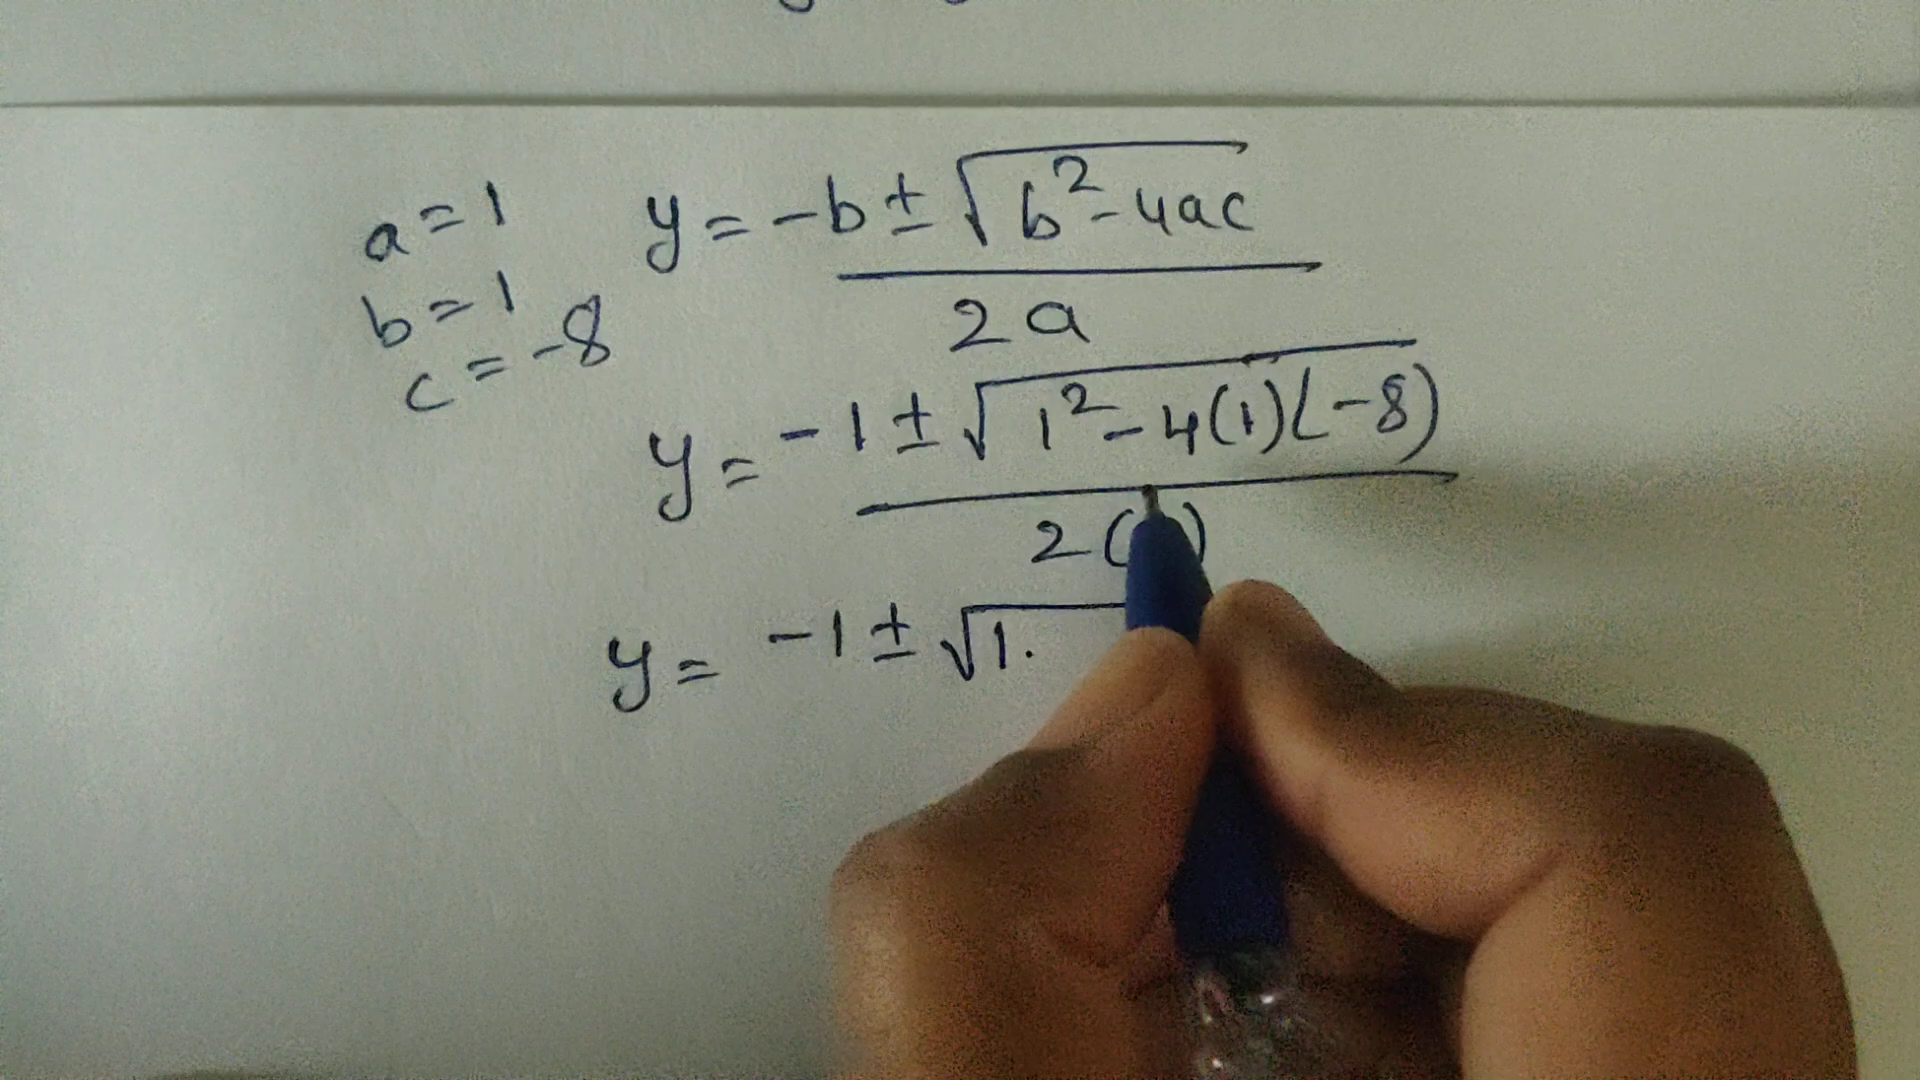 a = 1
b = 1
c = -8
y = -b ± √b² - 4ac
2a
y = -1 ± √1² - 4(1)(-8)
2( )
y = -1 ± √1.